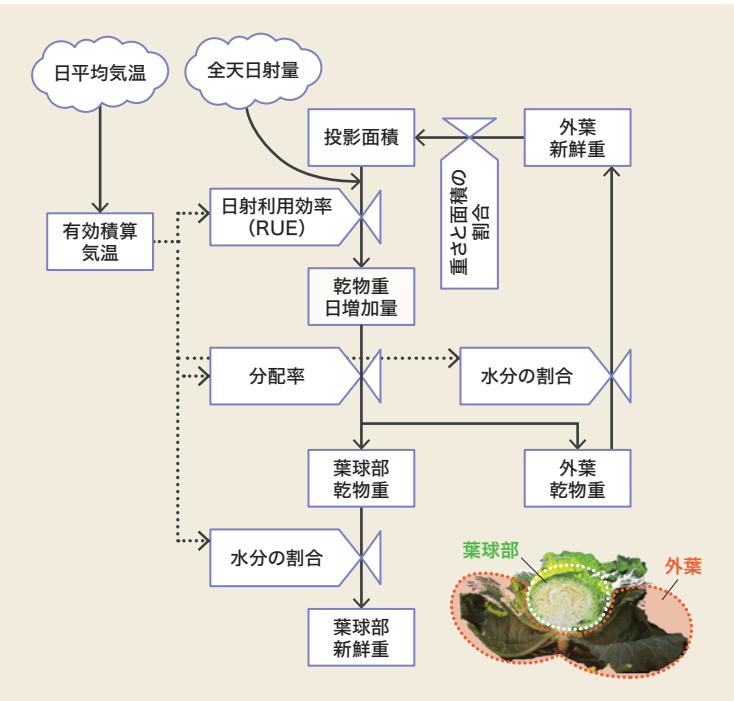 日平均気温
全天日射量
投影面積
外葉
新鮮重
重さと面積の
割合
有効積算
気温
日射利用効率
（RUE）
乾物重
日増加量
分配率
水分の割合
葉球部
乾物重
外葉
乾物重
水分の割合
葉球部
新鮮重
葉球部
外葉